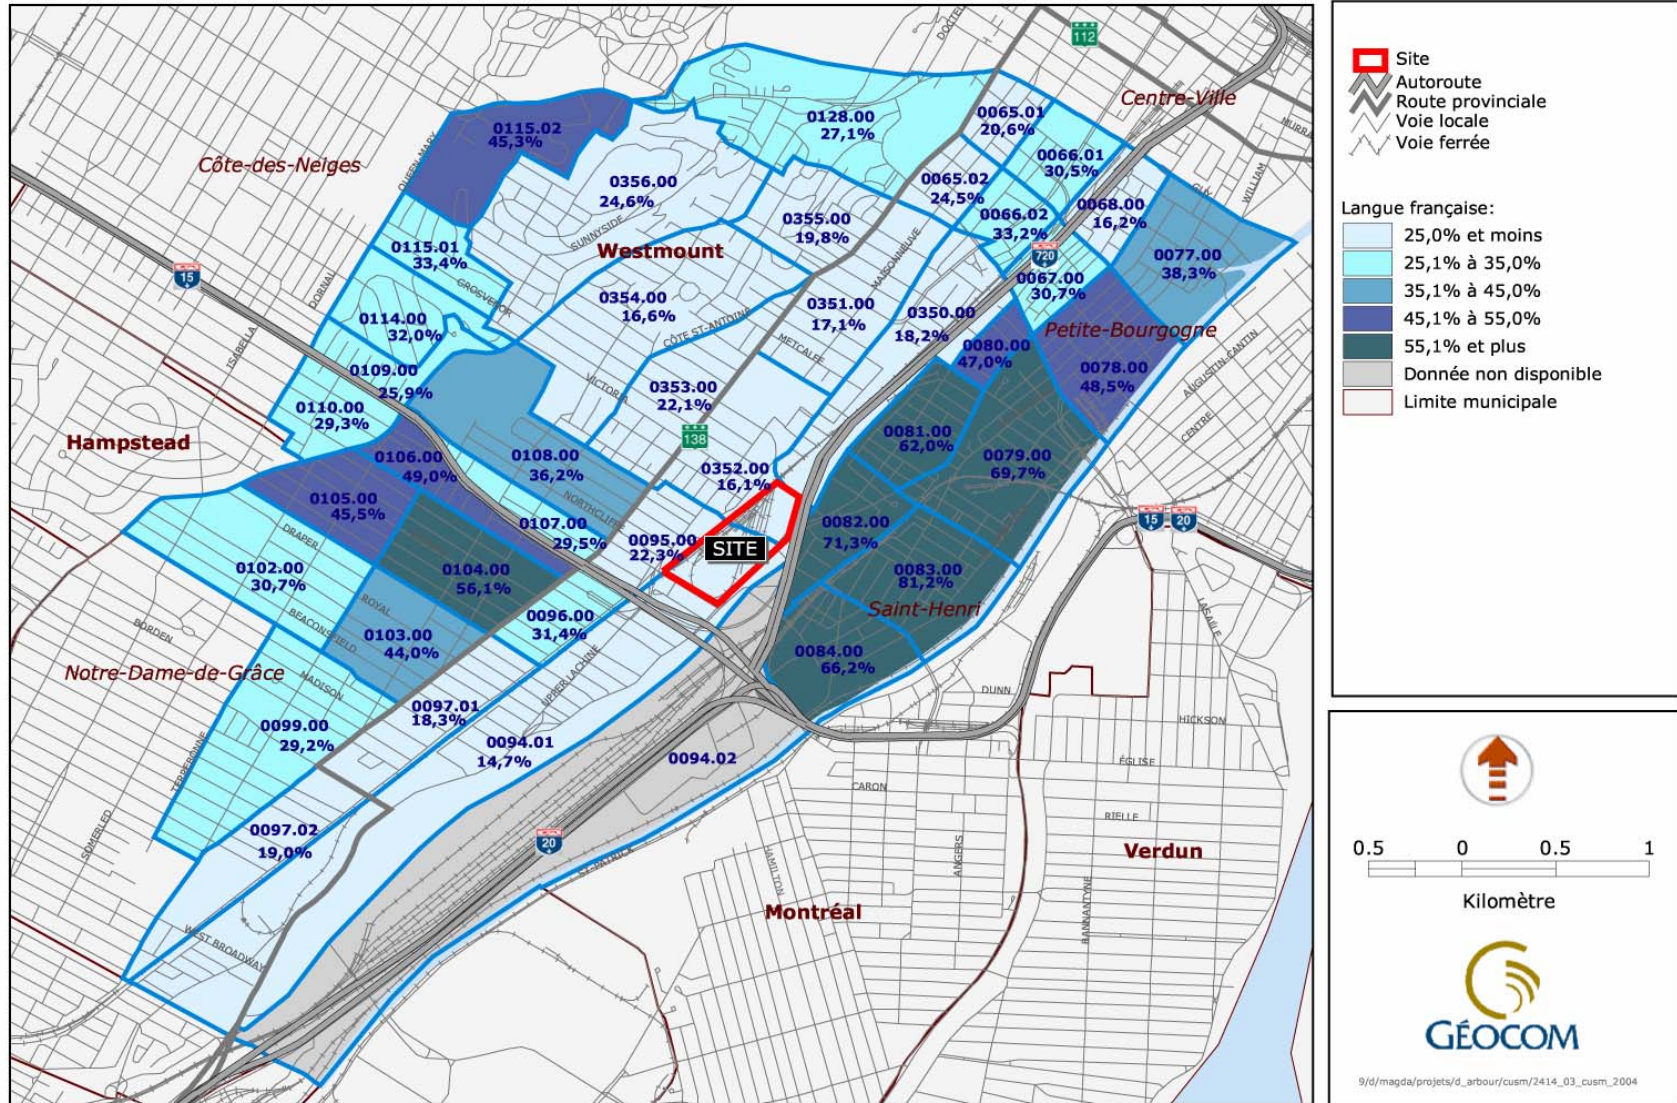 112
Centre-Ville
0115.02
45,3%
0128.00
27,1%
0065.01
20,6%
Côte-des-Neiges
QUEEN-MARY
0066.01
30,5%
0065.02
24,5%
GUY
WILLIAM
0356.00
24,6%
0355.00
19,8%
0066.02
33,2%
0068.00
16,2%
SUNNYSIDE
Westmount
MAISONNEUVE
0115.01
33,4%
720
0077.00
38,3%
15
DORNAL
GROSVENOR
0354.00
16,6%
0067.00
30,7%
0351.00
17,1%
0350.00
18,2%
CÔTE ST-ANTOINE
0114.00
32,0%
METCALFE
Petite-Bourgogne
0080.00
47,0%
ISABELLA
0109.00
25,9%
VICTORIA
0353.00
22,1%
0078.00
48,5%
AUGUSTIN-CANTIN
0110.00
29,3%
CENTRE
Hampstead
138
0081.00
62,0%
0106.00
49,0%
0108.00
36,2%
0352.00
16,1%
0079.00
69,7%
0105.00
45,5%
NORTHCLIFFE
0107.00
29,5%
0095.00
22,3%
SITE
0082.00
71,3%
15
20
DRAPER
0102.00
30,7%
0104.00
56,1%
0083.00
81,2%
ROYAL
BEACONSFIELD
0096.00
31,4%
Saint-Henri
LASALLE
BORDEN
0103.00
44,0%
0084.00
66,2%
Notre-Dame-de-Grâce
MADISON
UPPER LACHINE
DUNN
0097.01
18,3%
HICKSON
0099.00
29,2%
TERREBONNE
0094.01
14,7%
0094.02
ÉGLISE
CARON
SOMERLED
0097.02
19,0%
RIELLE
20
ST-PATRICK
HAMILTON
ANGERS
Verdun
BANNANTYNE
Montréal
WEST BROADWAY
Site
Autoroute
Route provinciale
Voie locale
Voie ferrée
Langue française:
25,0% et moins
25,1% à 35,0%
35,1% à 45,0%
45,1% à 55,0%
55,1% et plus
Donnée non disponible
Limite municipale
0.5 0 0.5 1
Kilomètre
GÉOCOM
9/d/magda/projets/d_arbour/cusm/2414_03_cusm_2004